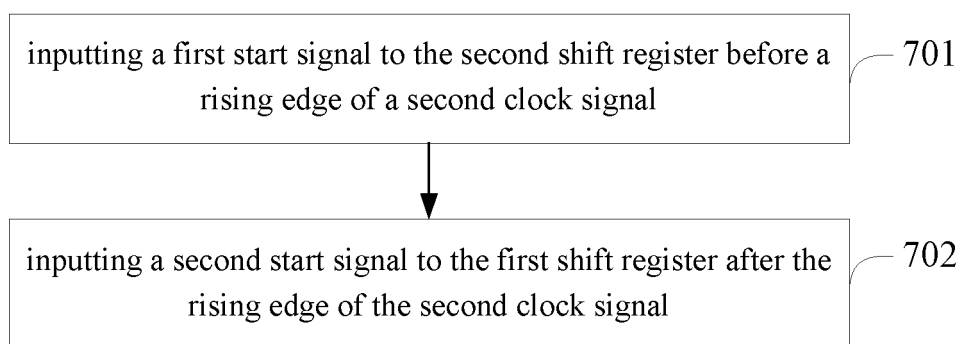 inputting a first start signal to the second shift register before a
rising edge of a second clock signal
701
inputting a second start signal to the first shift register after the
rising edge of the second clock signal
702